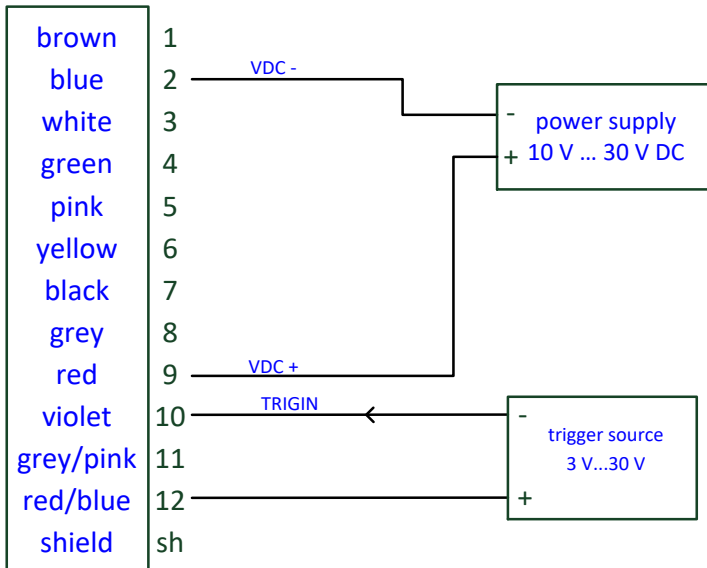 brown 1
blue 2 VDC -
white 3
green 4
pink 5
yellow 6
black 7
grey 8
red 9 VDC +
violet 10 TRIGIN
grey/pink 11
red/blue 12
shield sh
- power supply
+ 10 V ... 30 V DC
-
trigger source
3 V...30 V
+